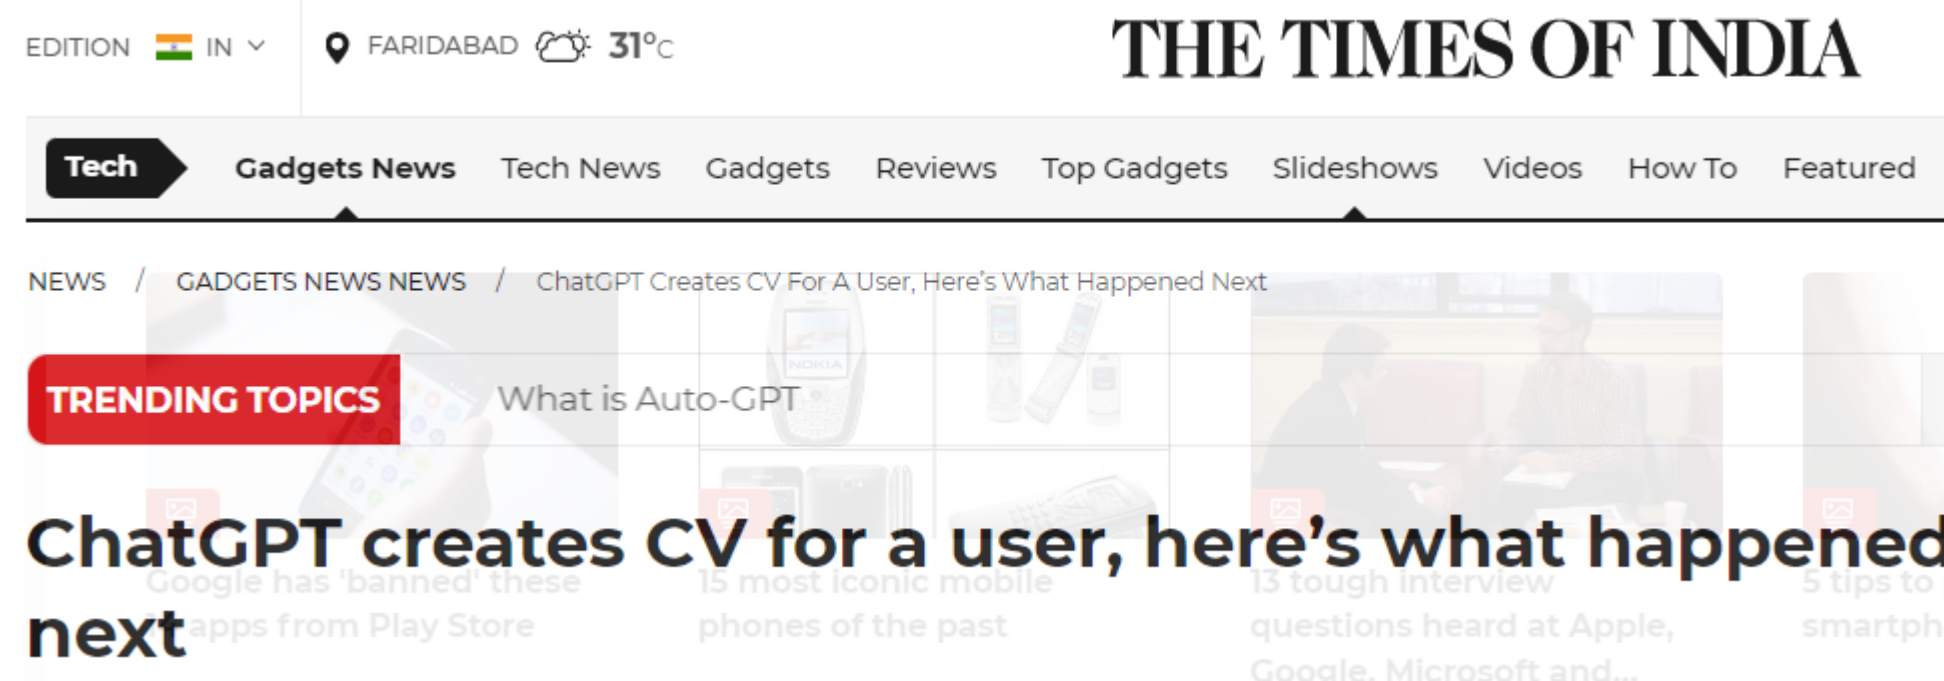 EDITION IN FARIDABAD 31°C
THE TIMES OF INDIA
Tech Gadgets News Tech News Gadgets Reviews Top Gadgets Slideshows Videos How To Featured
NEWS / GADGETS NEWS NEWS / ChatGPT Creates CV For A User, Here's What Happened Next
NOKIA
TRENDING TOPICS What is Auto-GPT
ChatGPT creates CV for a user, here's what happened
next
Google has 'banned' these
apps from Play Store
15 most iconic mobile
phones of the past
13 tough interview
questions heard at Apple,
Google, Microsoft and...
5 tips to
smartph